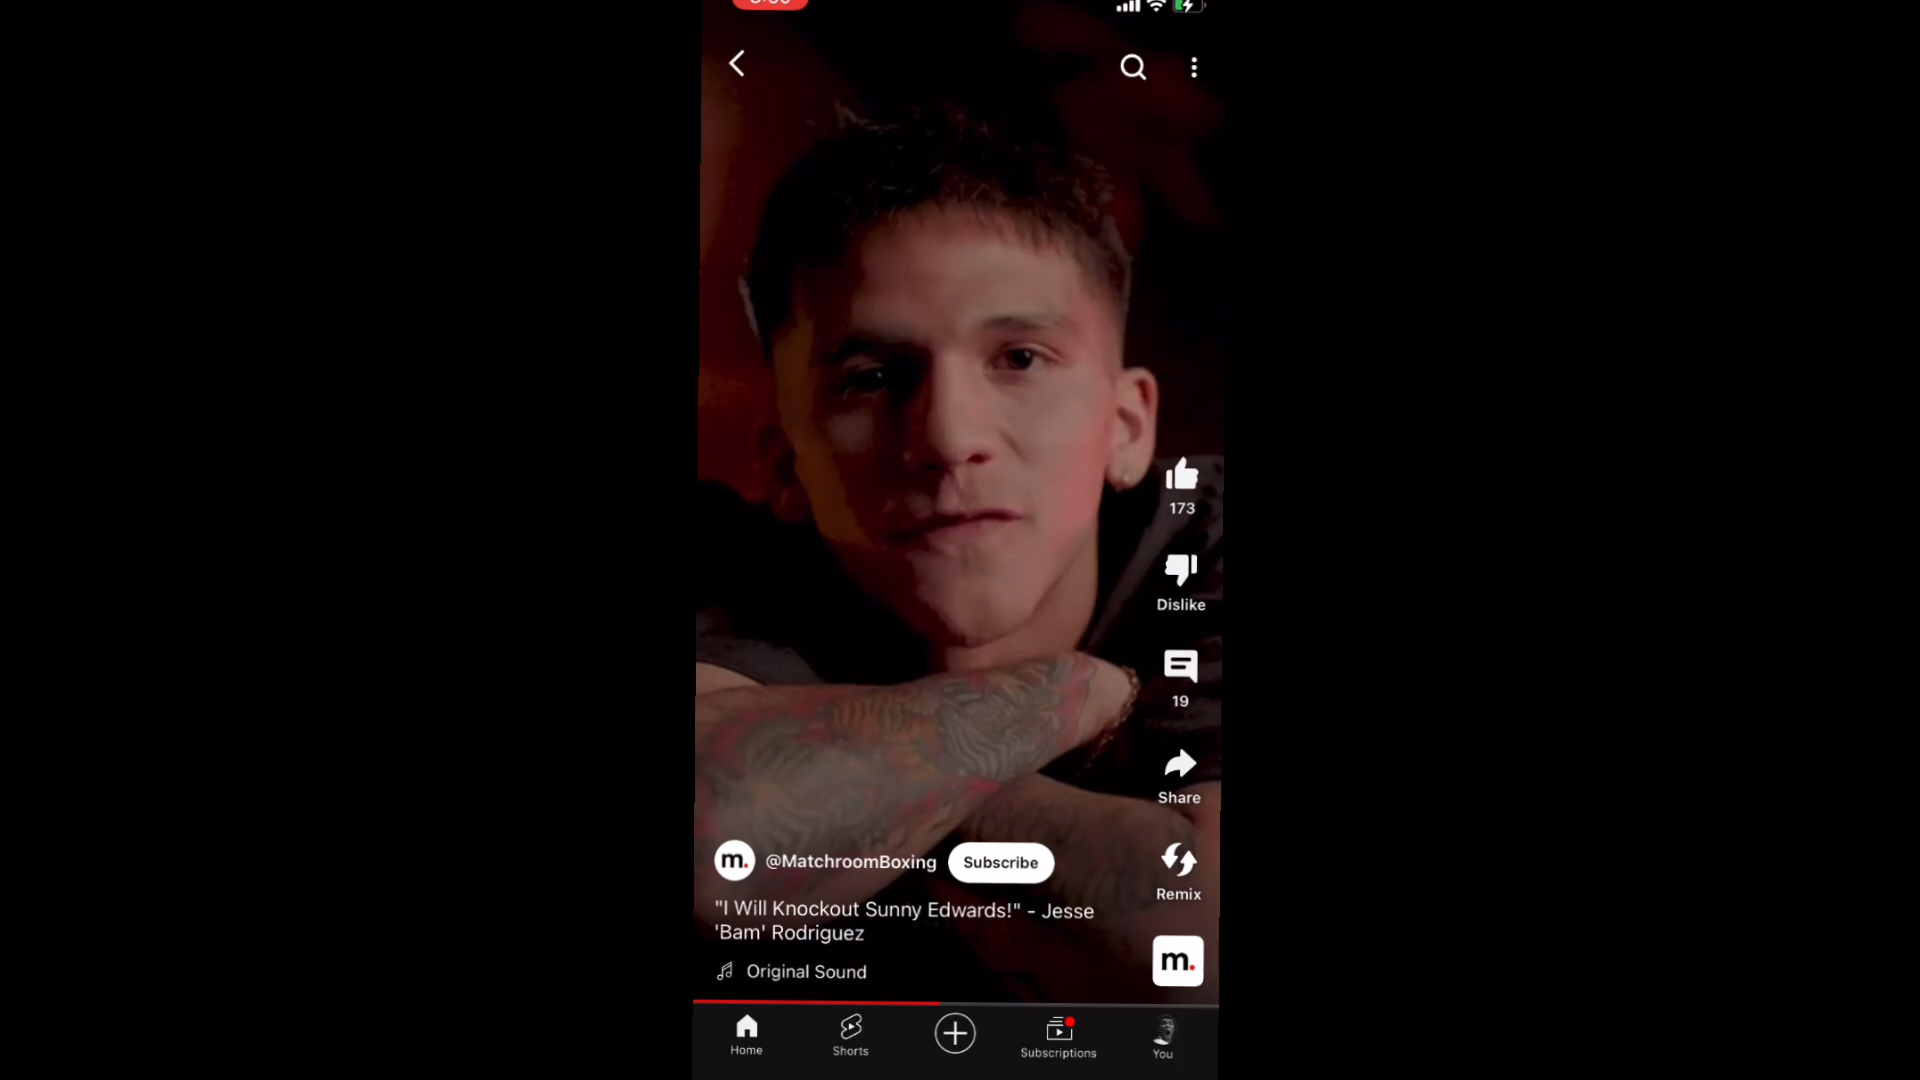 173
Dislike
19
Share
m. @MatchroomBoxing Subscribe
Remix
"I Will Knockout Sunny Edwards!" - Jesse
'Bam' Rodriguez
m.
Original Sound
Home Shorts Subscriptions You